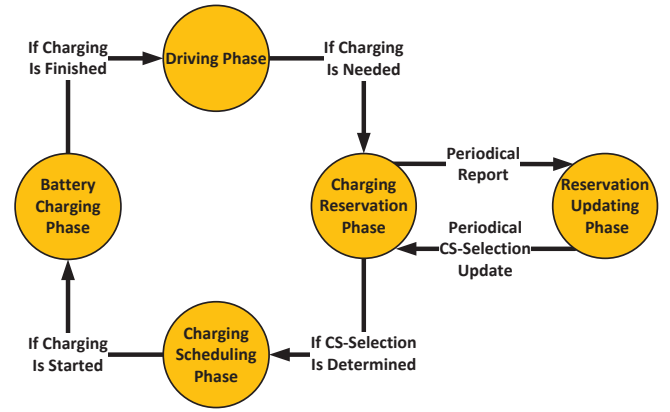 If Charging
Is Finished
Driving Phase
If Charging
Is Needed
Battery
Charging
Phase
Charging
Reservation
Phase
Periodical
Report
Reservation
Updating
Phase
Periodical
CS-Selection
Update
If Charging
Is Started
Charging
Scheduling
Phase
If CS-Selection
Is Determined